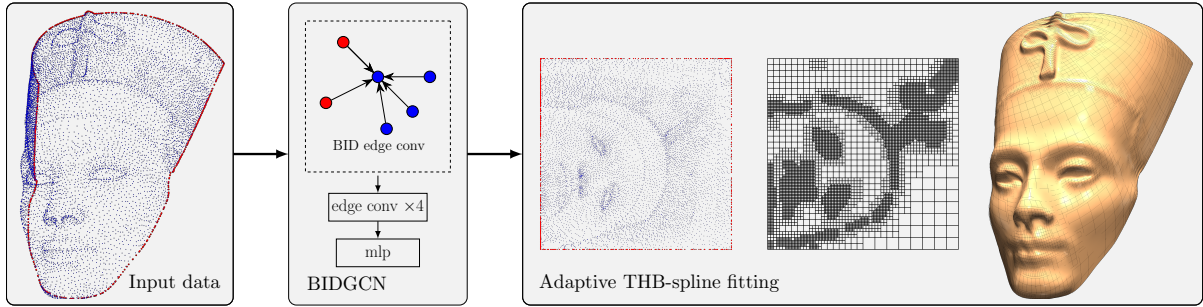 Input data
BID edge conv
edge conv ×4
mlp
BIDGCN
Adaptive THB-spline fitting